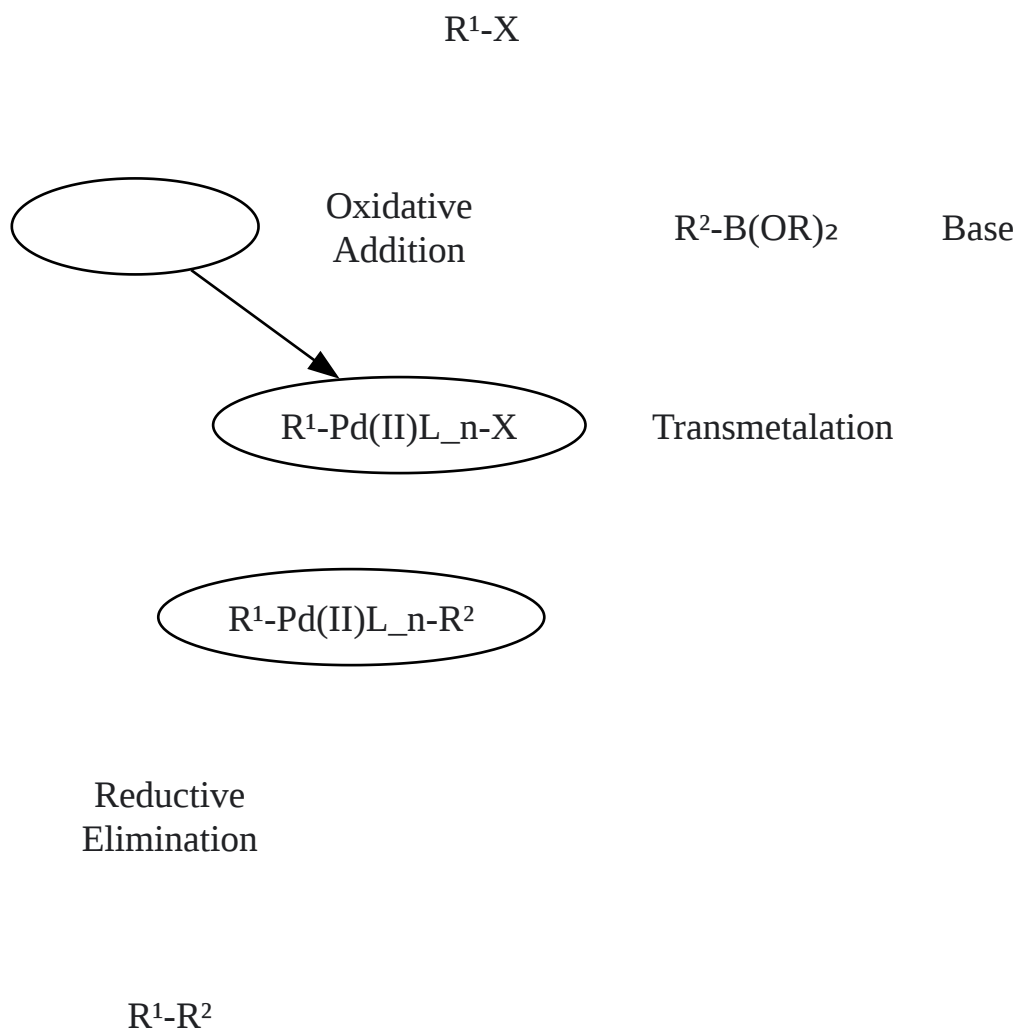 R¹-X
Oxidative
Addition
R²-B(OR)₂
Base
R¹-Pd(II)L_n-X
Transmetalation
R¹-Pd(II)L_n-R²
Reductive
Elimination
R¹-R²